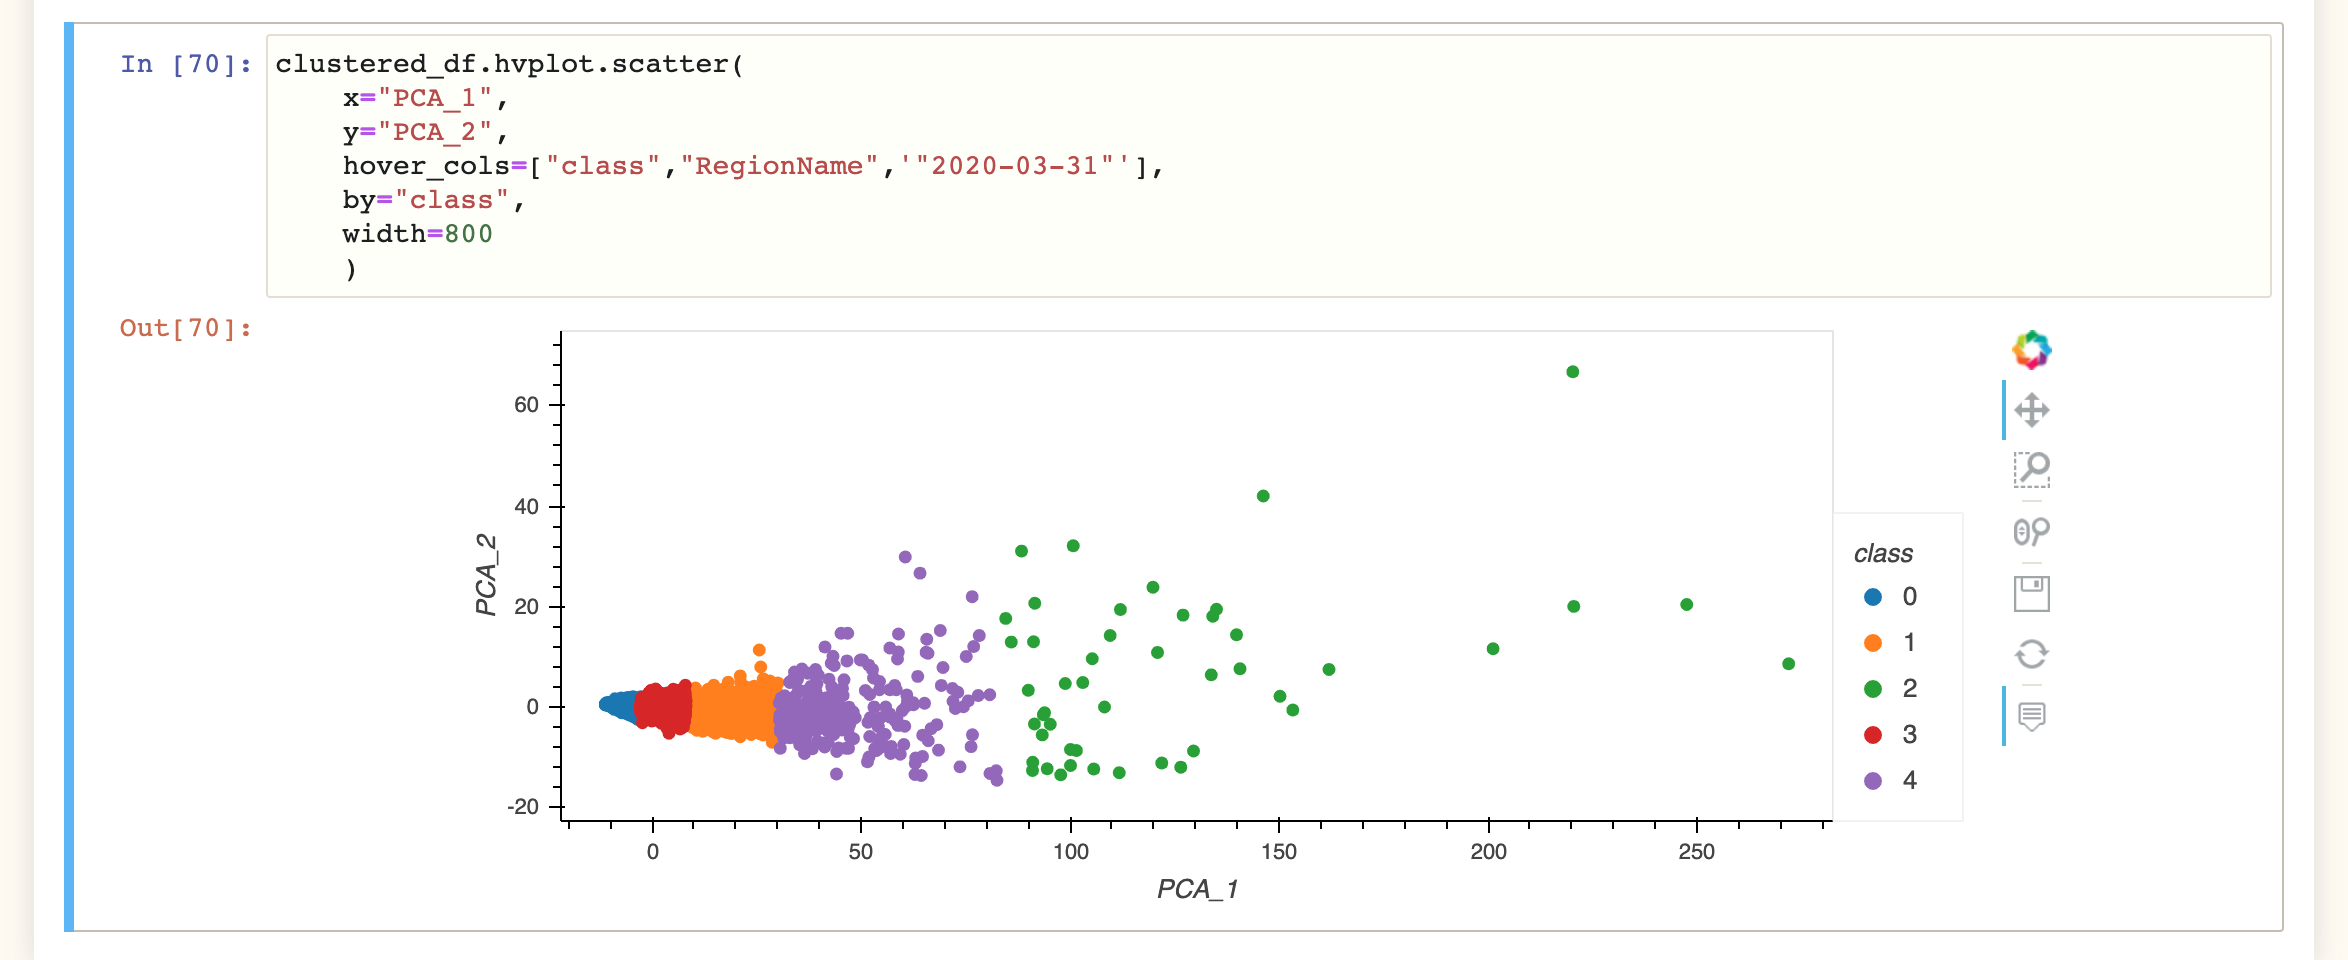 In [70]:
clustered_df.hvplot.scatter(
x="PCA_1",
y="PCA_2",
hover_cols=["class","RegionName",'"2020-03-31"'],
by="class",
width=800
)
Out[70]:
60
40
20
0
-20
PCA_2
0 50 100 150 200 250
PCA_1
class
0
1
2
3
4